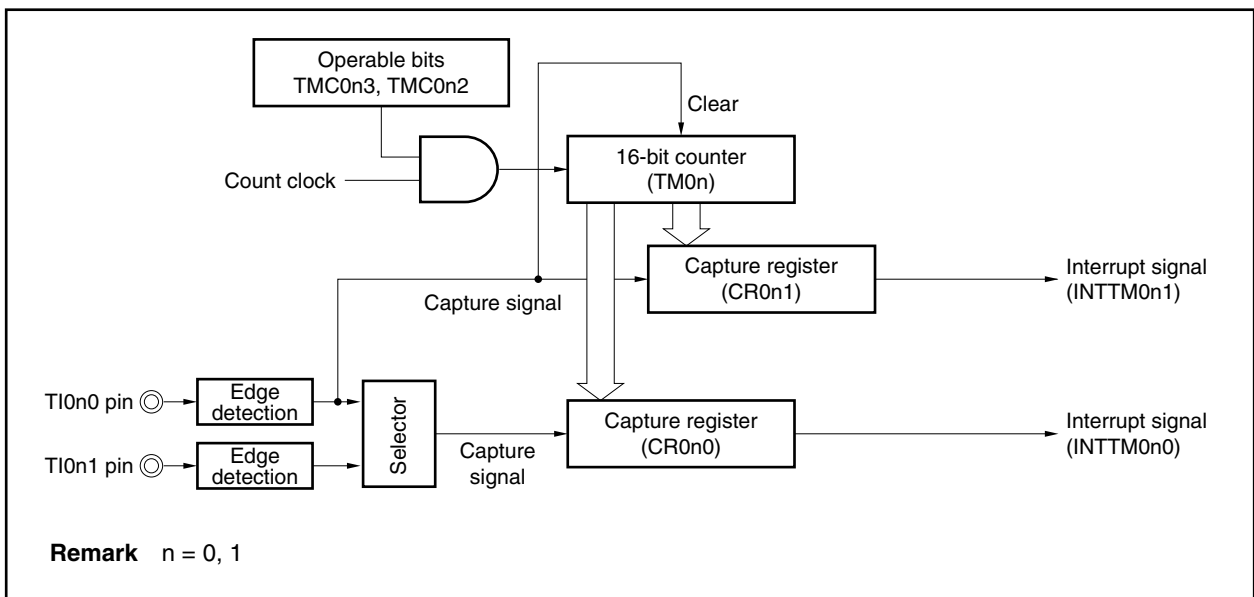 Operable bits
TMC0n3, TMC0n2
Clear
16-bit counter
(TM0n)
Count clock
Capture register
(CR0n1)
Interrupt signal
(INTTM0n1)
Capture signal
TI0n0 pin
Edge
detection
Selector
Capture register
(CR0n0)
Interrupt signal
(INTTM0n0)
Capture
signal
TI0n1 pin
Edge
detection
Remark n = 0, 1